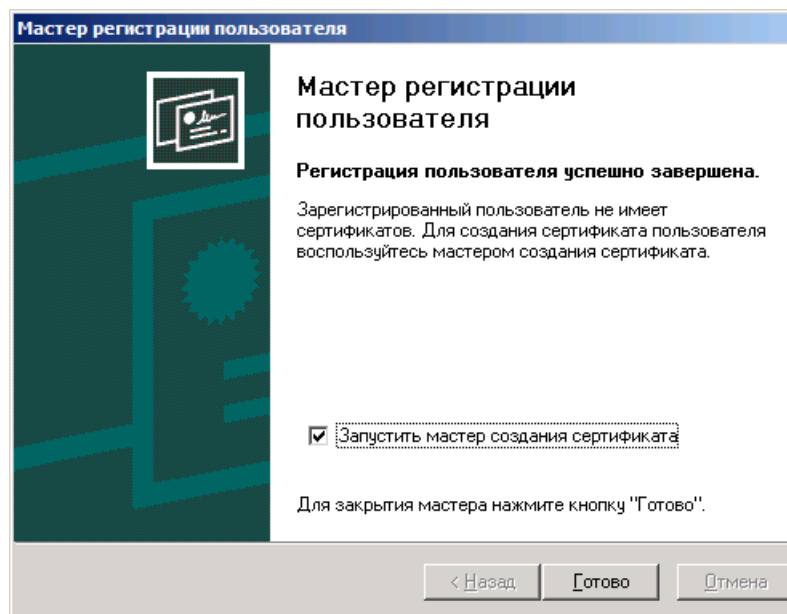 Мастер регистрации пользователя
Мастер регистрации
пользователя
Регистрация пользователя успешно завершена.
Зарегистрированный пользователь не имеет
сертификатов. Для создания сертификата пользователя
воспользуйтесь мастером создания сертификата.
Запустить мастер создания сертификата
Для закрытия мастера нажмите кнопку "Готово".
< Назад Готово Отмена